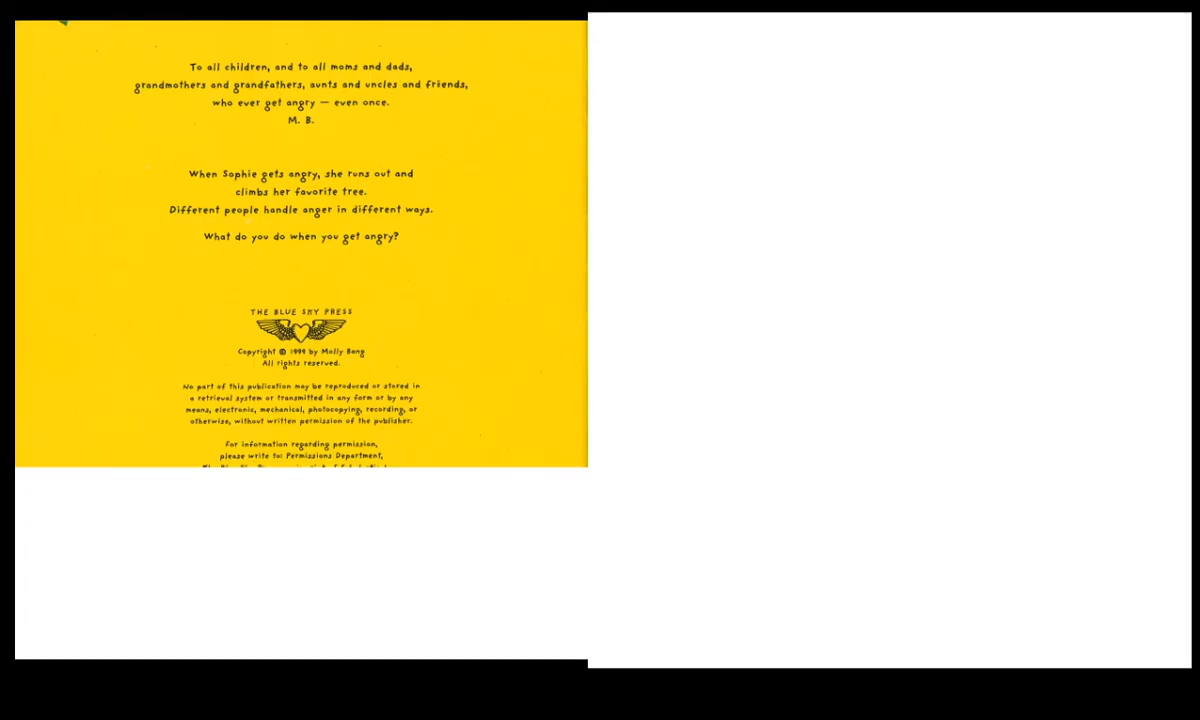 To all children, and to all moms and dads,
grandmothers and grandfathers, aunts and uncles and friends,
who ever get angry — even once.
M. B.
When Sophie gets angry, she runs out and
climbs her favorite tree.
Different people handle anger in different ways.
What do you do when you get angry?
THE BLUE SKY PRESS
Copyright © 1999 by Molly Bang
All rights reserved.
No part of this publication may be reproduced or stored in
a retrieval system or transmitted in any form or by any
means, electronic, mechanical, photocopying, recording, or
otherwise, without written permission of the publisher.
For information regarding permission,
please write to: Permissions Department,